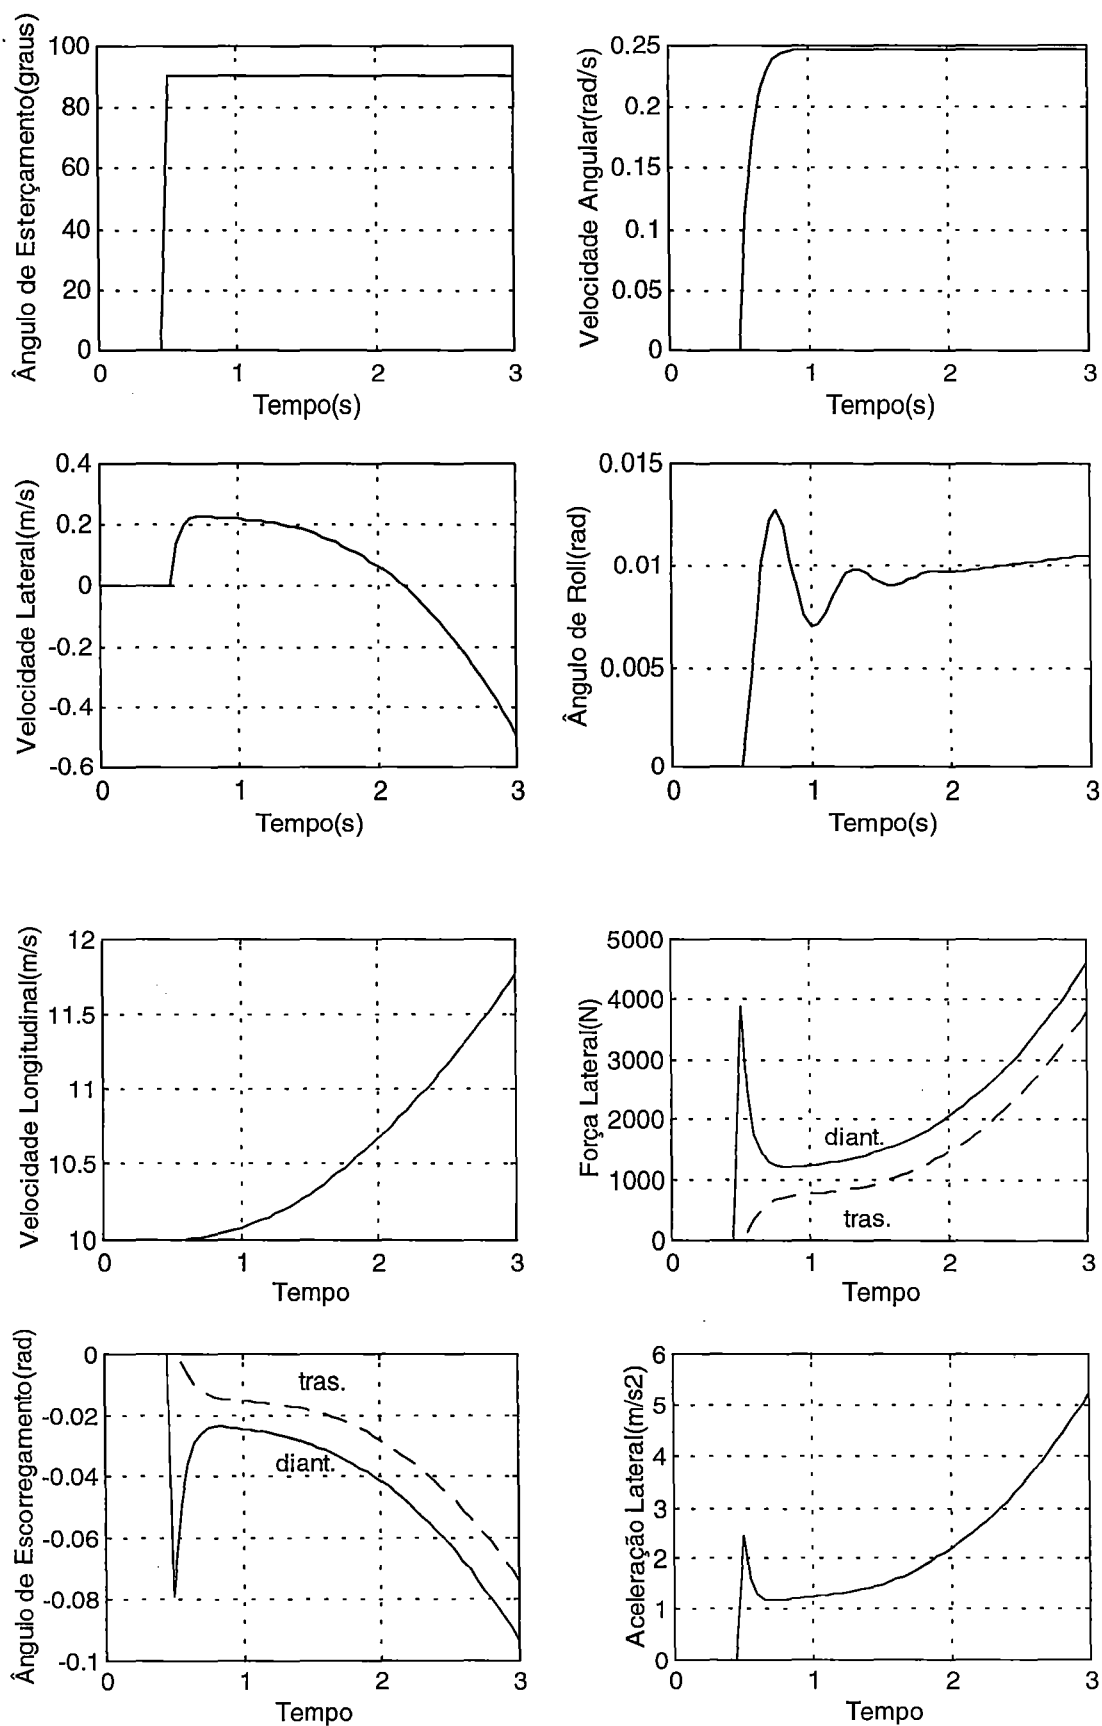 Ângulo de Esterçamento(graus)
100
80
60
40
20
0
0 1 2 3
Tempo(s)
Velocidade Angular(rad/s)
0.25
0.2
0.15
0.1
0.05
0
0 1 2 3
Tempo(s)
Velocidade Lateral(m/s)
0.4
0.2
0
-0.2
-0.4
-0.6
0 1 2 3
Tempo(s)
Ângulo de Roll(rad)
0.015
0.01
0.005
0
0 1 2 3
Tempo(s)
Velocidade Longitudinal(m/s)
12
11.5
11
10.5
10
0 1 2 3
Tempo
Força Lateral(N)
5000
4000
3000
2000
1000
0
diant.
tras.
0 1 2 3
Tempo
Ângulo de Escorregamento(rad)
0
-0.02
-0.04
-0.06
-0.08
-0.1
tras.
diant.
0 1 2 3
Tempo
Aceleração Lateral(m/s2)
6
5
4
3
2
1
0
0 1 2 3
Tempo